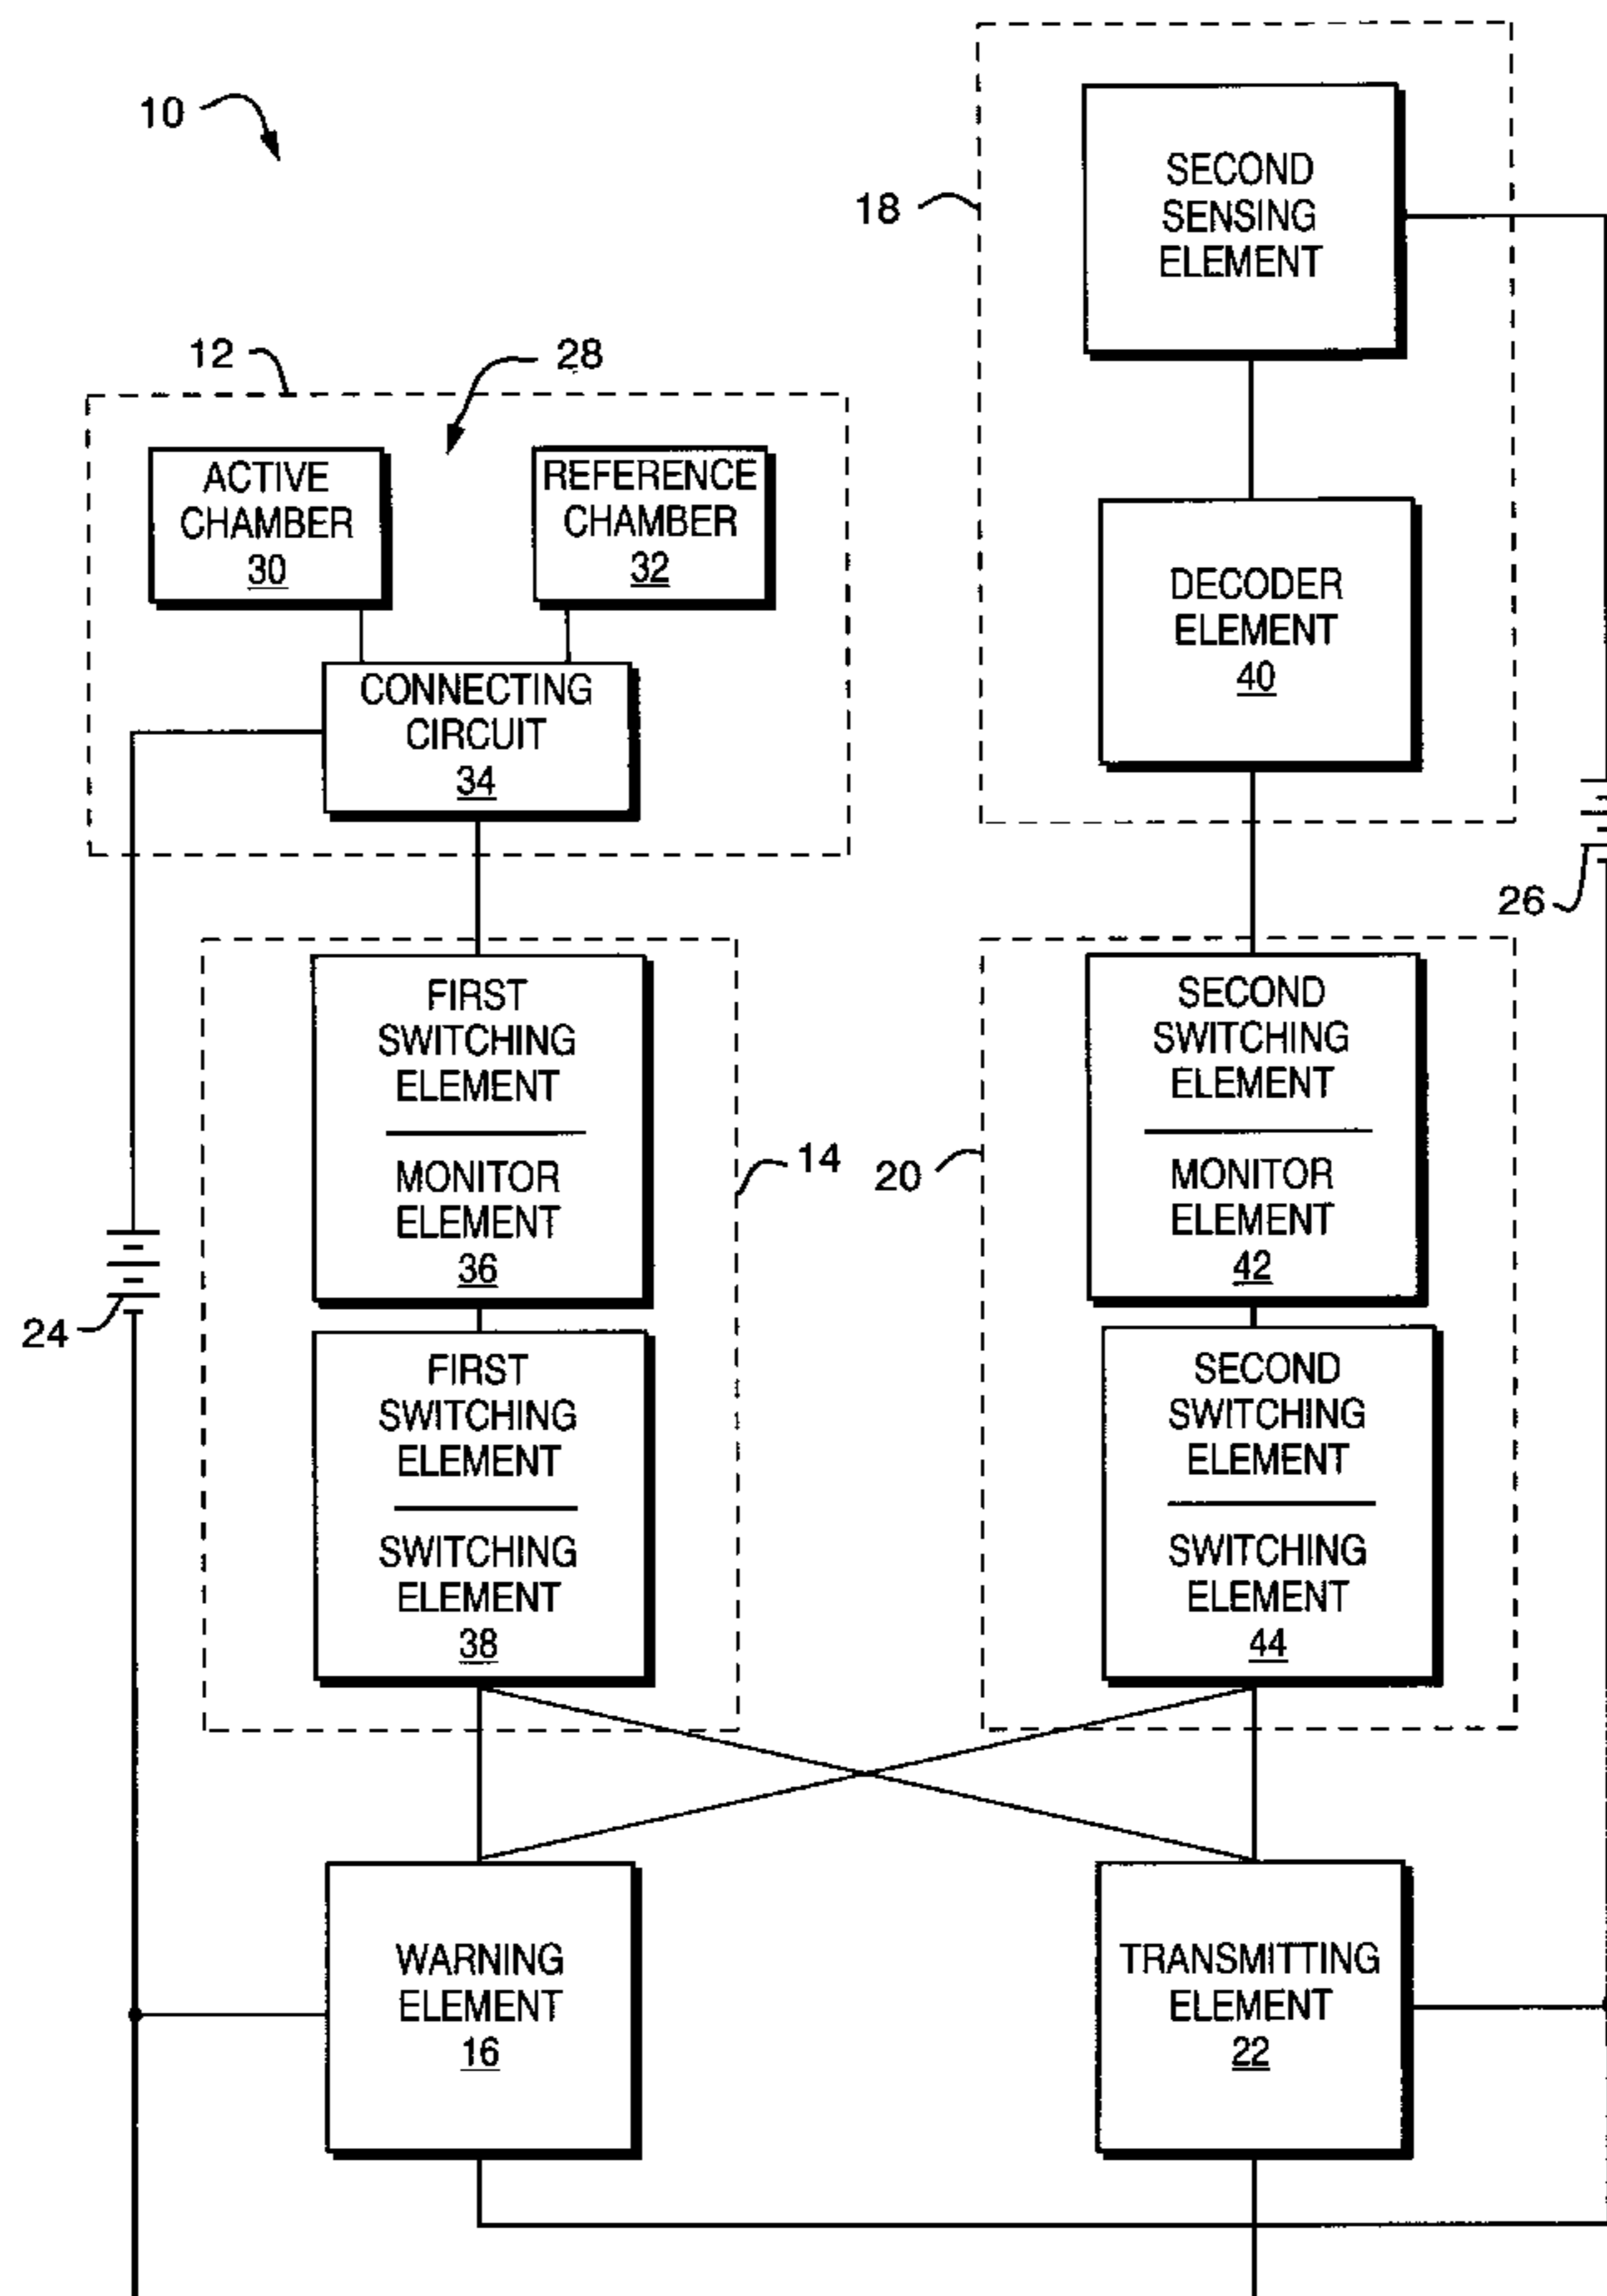 10
18
SECOND
SENSING
ELEMENT
12
28
ACTIVE
CHAMBER
30
REFERENCE
CHAMBER
32
DECODER
ELEMENT
40
CONNECTING
CIRCUIT
34
26
FIRST
SWITCHING
ELEMENT
MONITOR
ELEMENT
36
14
20
SECOND
SWITCHING
ELEMENT
MONITOR
ELEMENT
42
24
FIRST
SWITCHING
ELEMENT
SWITCHING
ELEMENT
38
SECOND
SWITCHING
ELEMENT
SWITCHING
ELEMENT
44
WARNING
ELEMENT
16
TRANSMITTING
ELEMENT
22